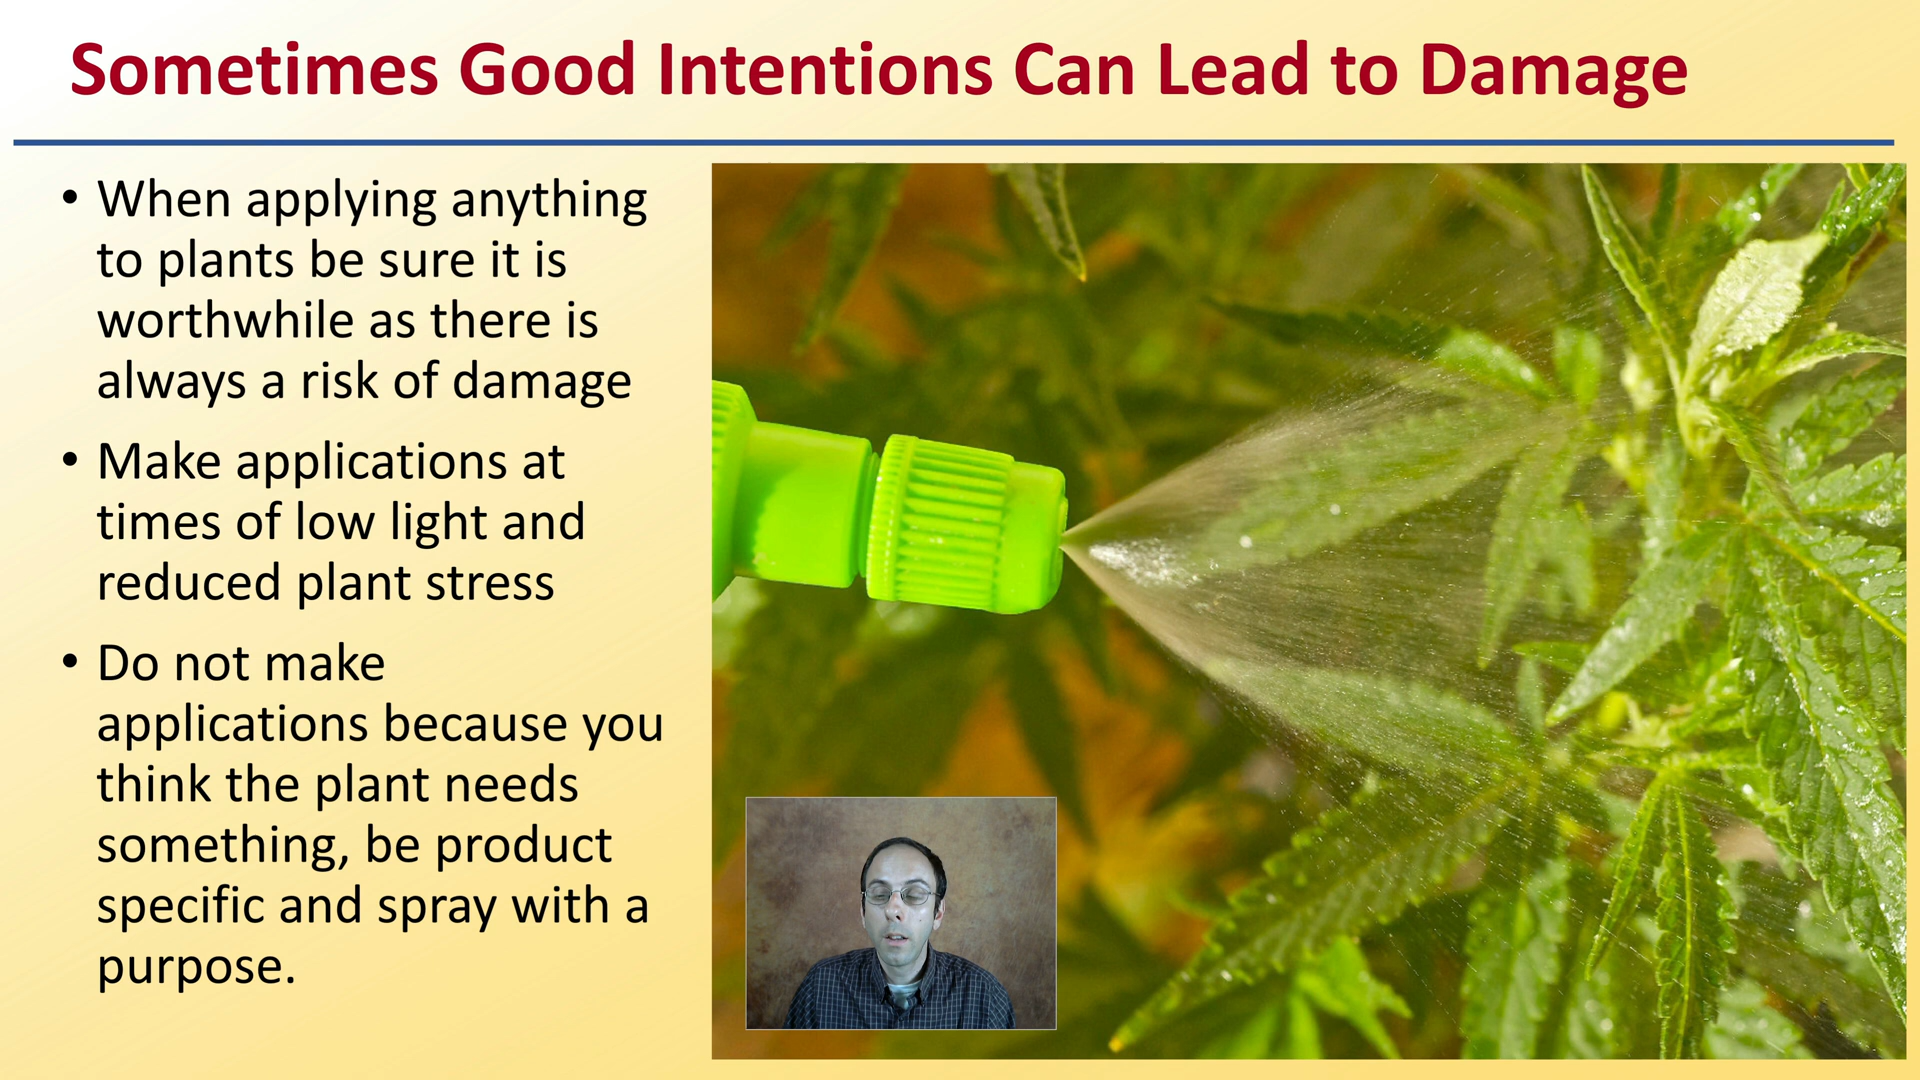 Sometimes Good Intentions Can Lead to Damage
• When applying anything
to plants be sure it is
worthwhile as there is
always a risk of damage
• Make applications at
times of low light and
reduced plant stress
• Do not make
applications because you
think the plant needs
something, be product
specific and spray with a
purpose.